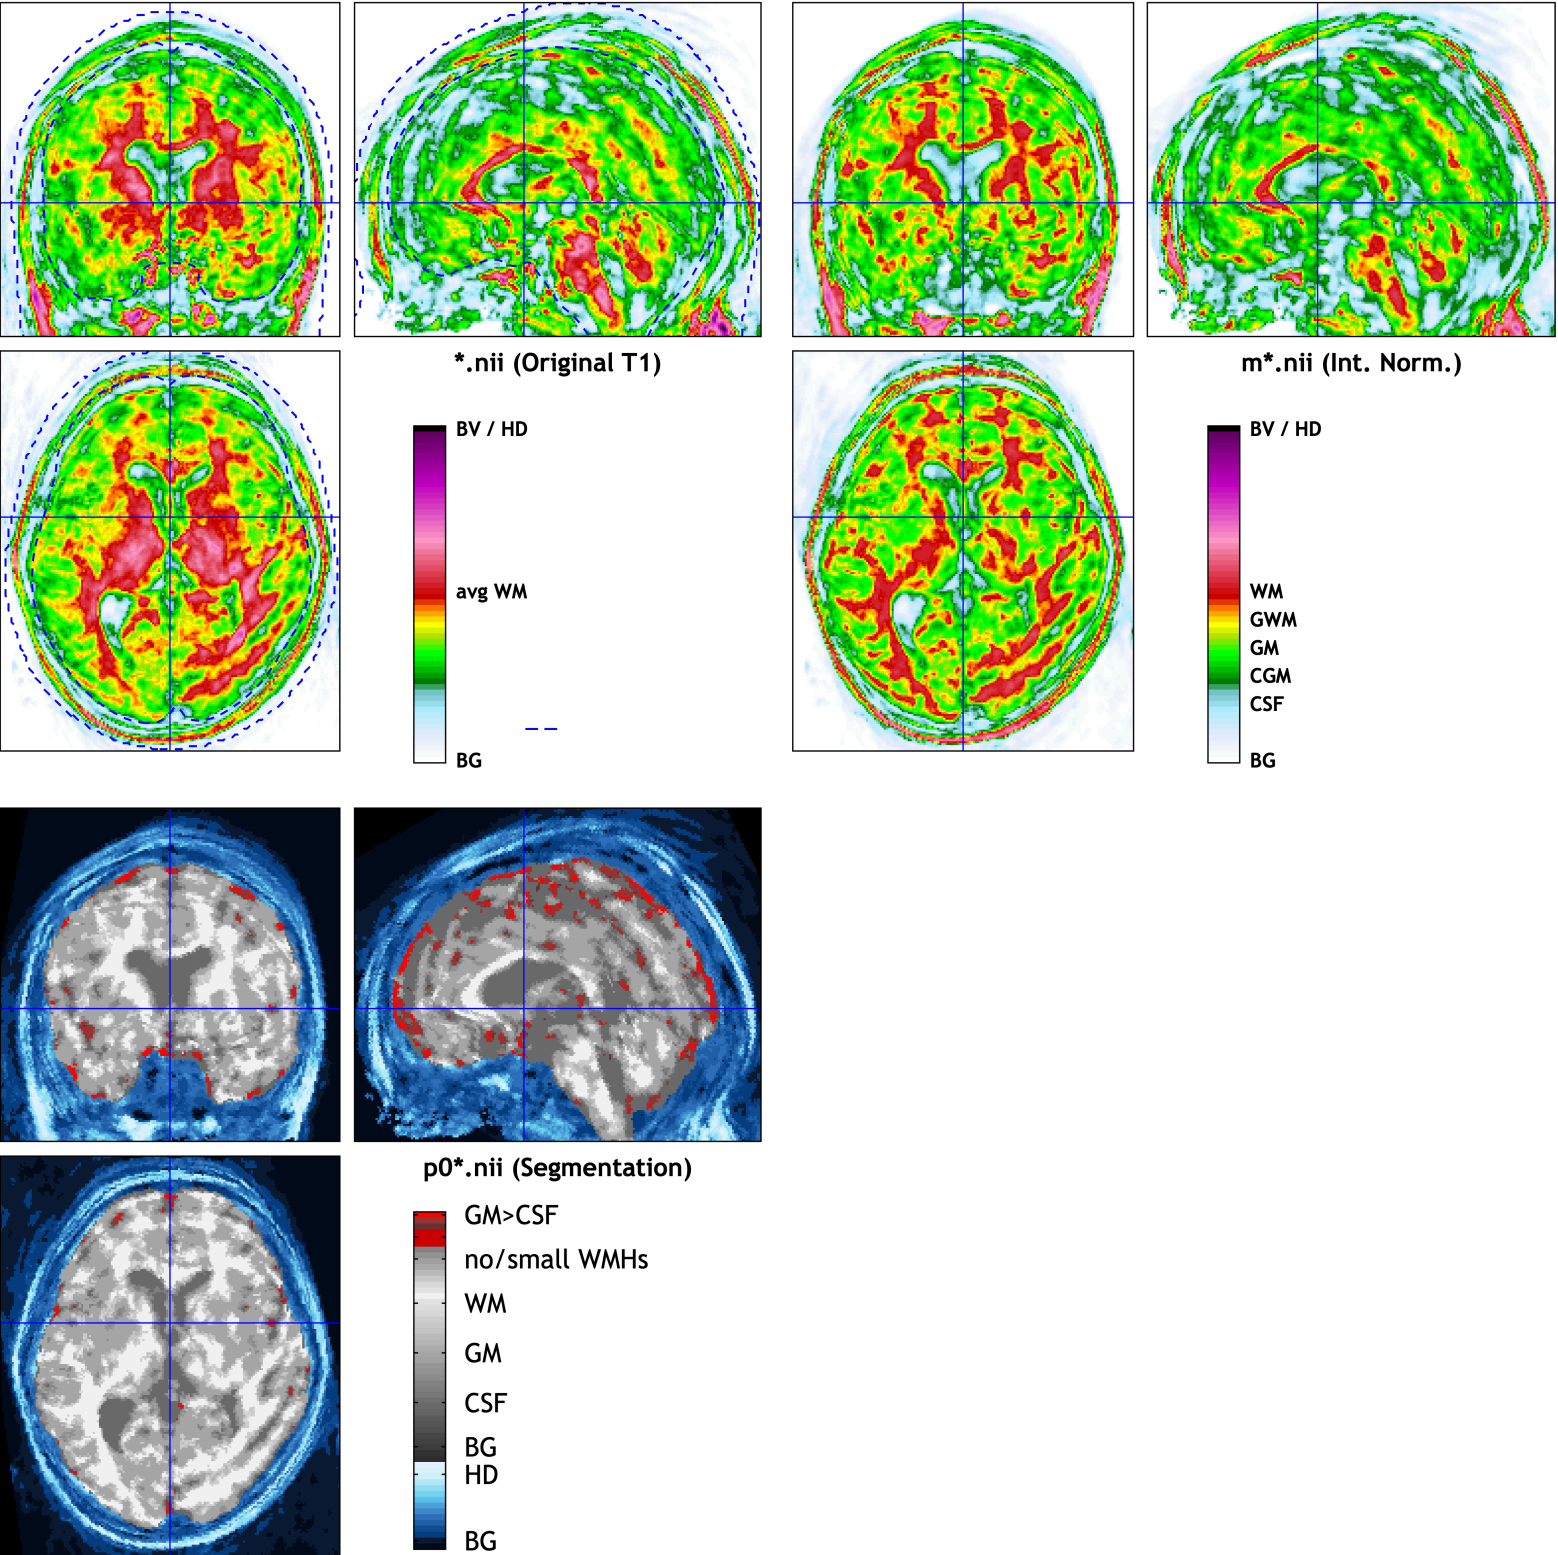 *.nii (Original T1)
BV / HD
avg WM
BG
m*.nii (Int. Norm.)
BV / HD
WM
GWM
GM
CGM
CSF
BG
p0*.nii (Segmentation)
GM>CSF
no/small WMHs
WM
GM
CSF
BG
HD
BG